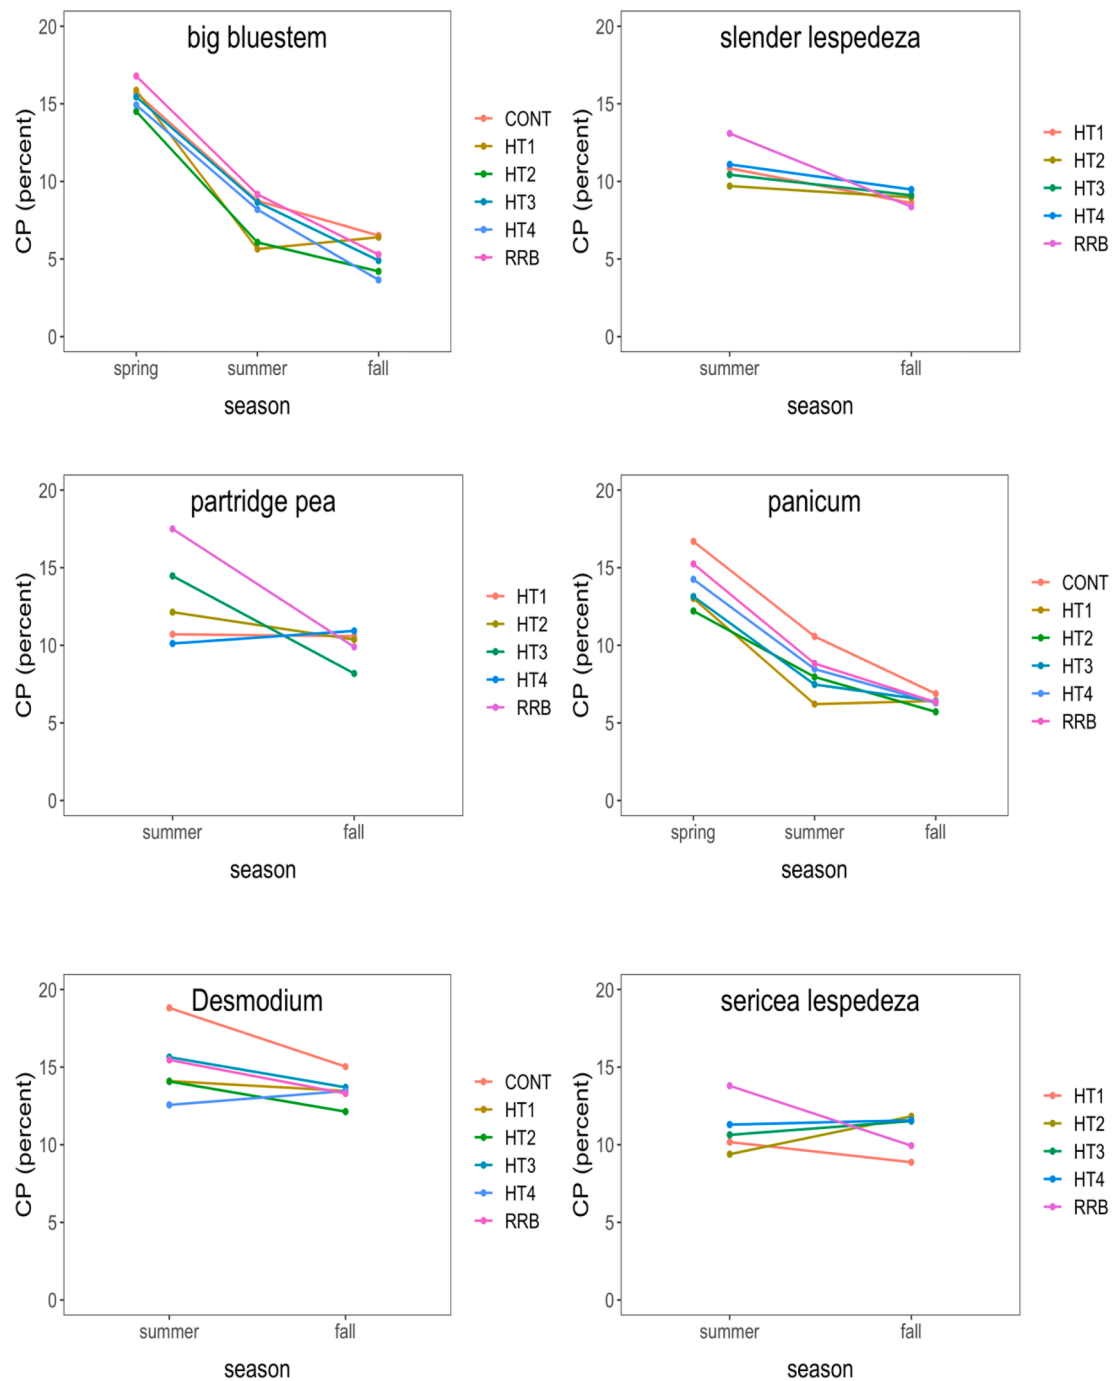 big bluestem
20
15
10
5
0
CP (percent)
spring summer fall
season
CONT
HT1
HT2
HT3
HT4
RRB
slender lespedeza
20
15
10
5
0
CP (percent)
summer fall
season
HT1
HT2
HT3
HT4
RRB
partridge pea
20
15
10
5
0
CP (percent)
summer fall
season
HT1
HT2
HT3
HT4
RRB
panicum
20
15
10
5
0
CP (percent)
spring summer fall
season
CONT
HT1
HT2
HT3
HT4
RRB
Desmodium
20
15
10
5
0
CP (percent)
summer fall
season
CONT
HT1
HT2
HT3
HT4
RRB
sericea lespedeza
20
15
10
5
0
CP (percent)
summer fall
season
HT1
HT2
HT3
HT4
RRB